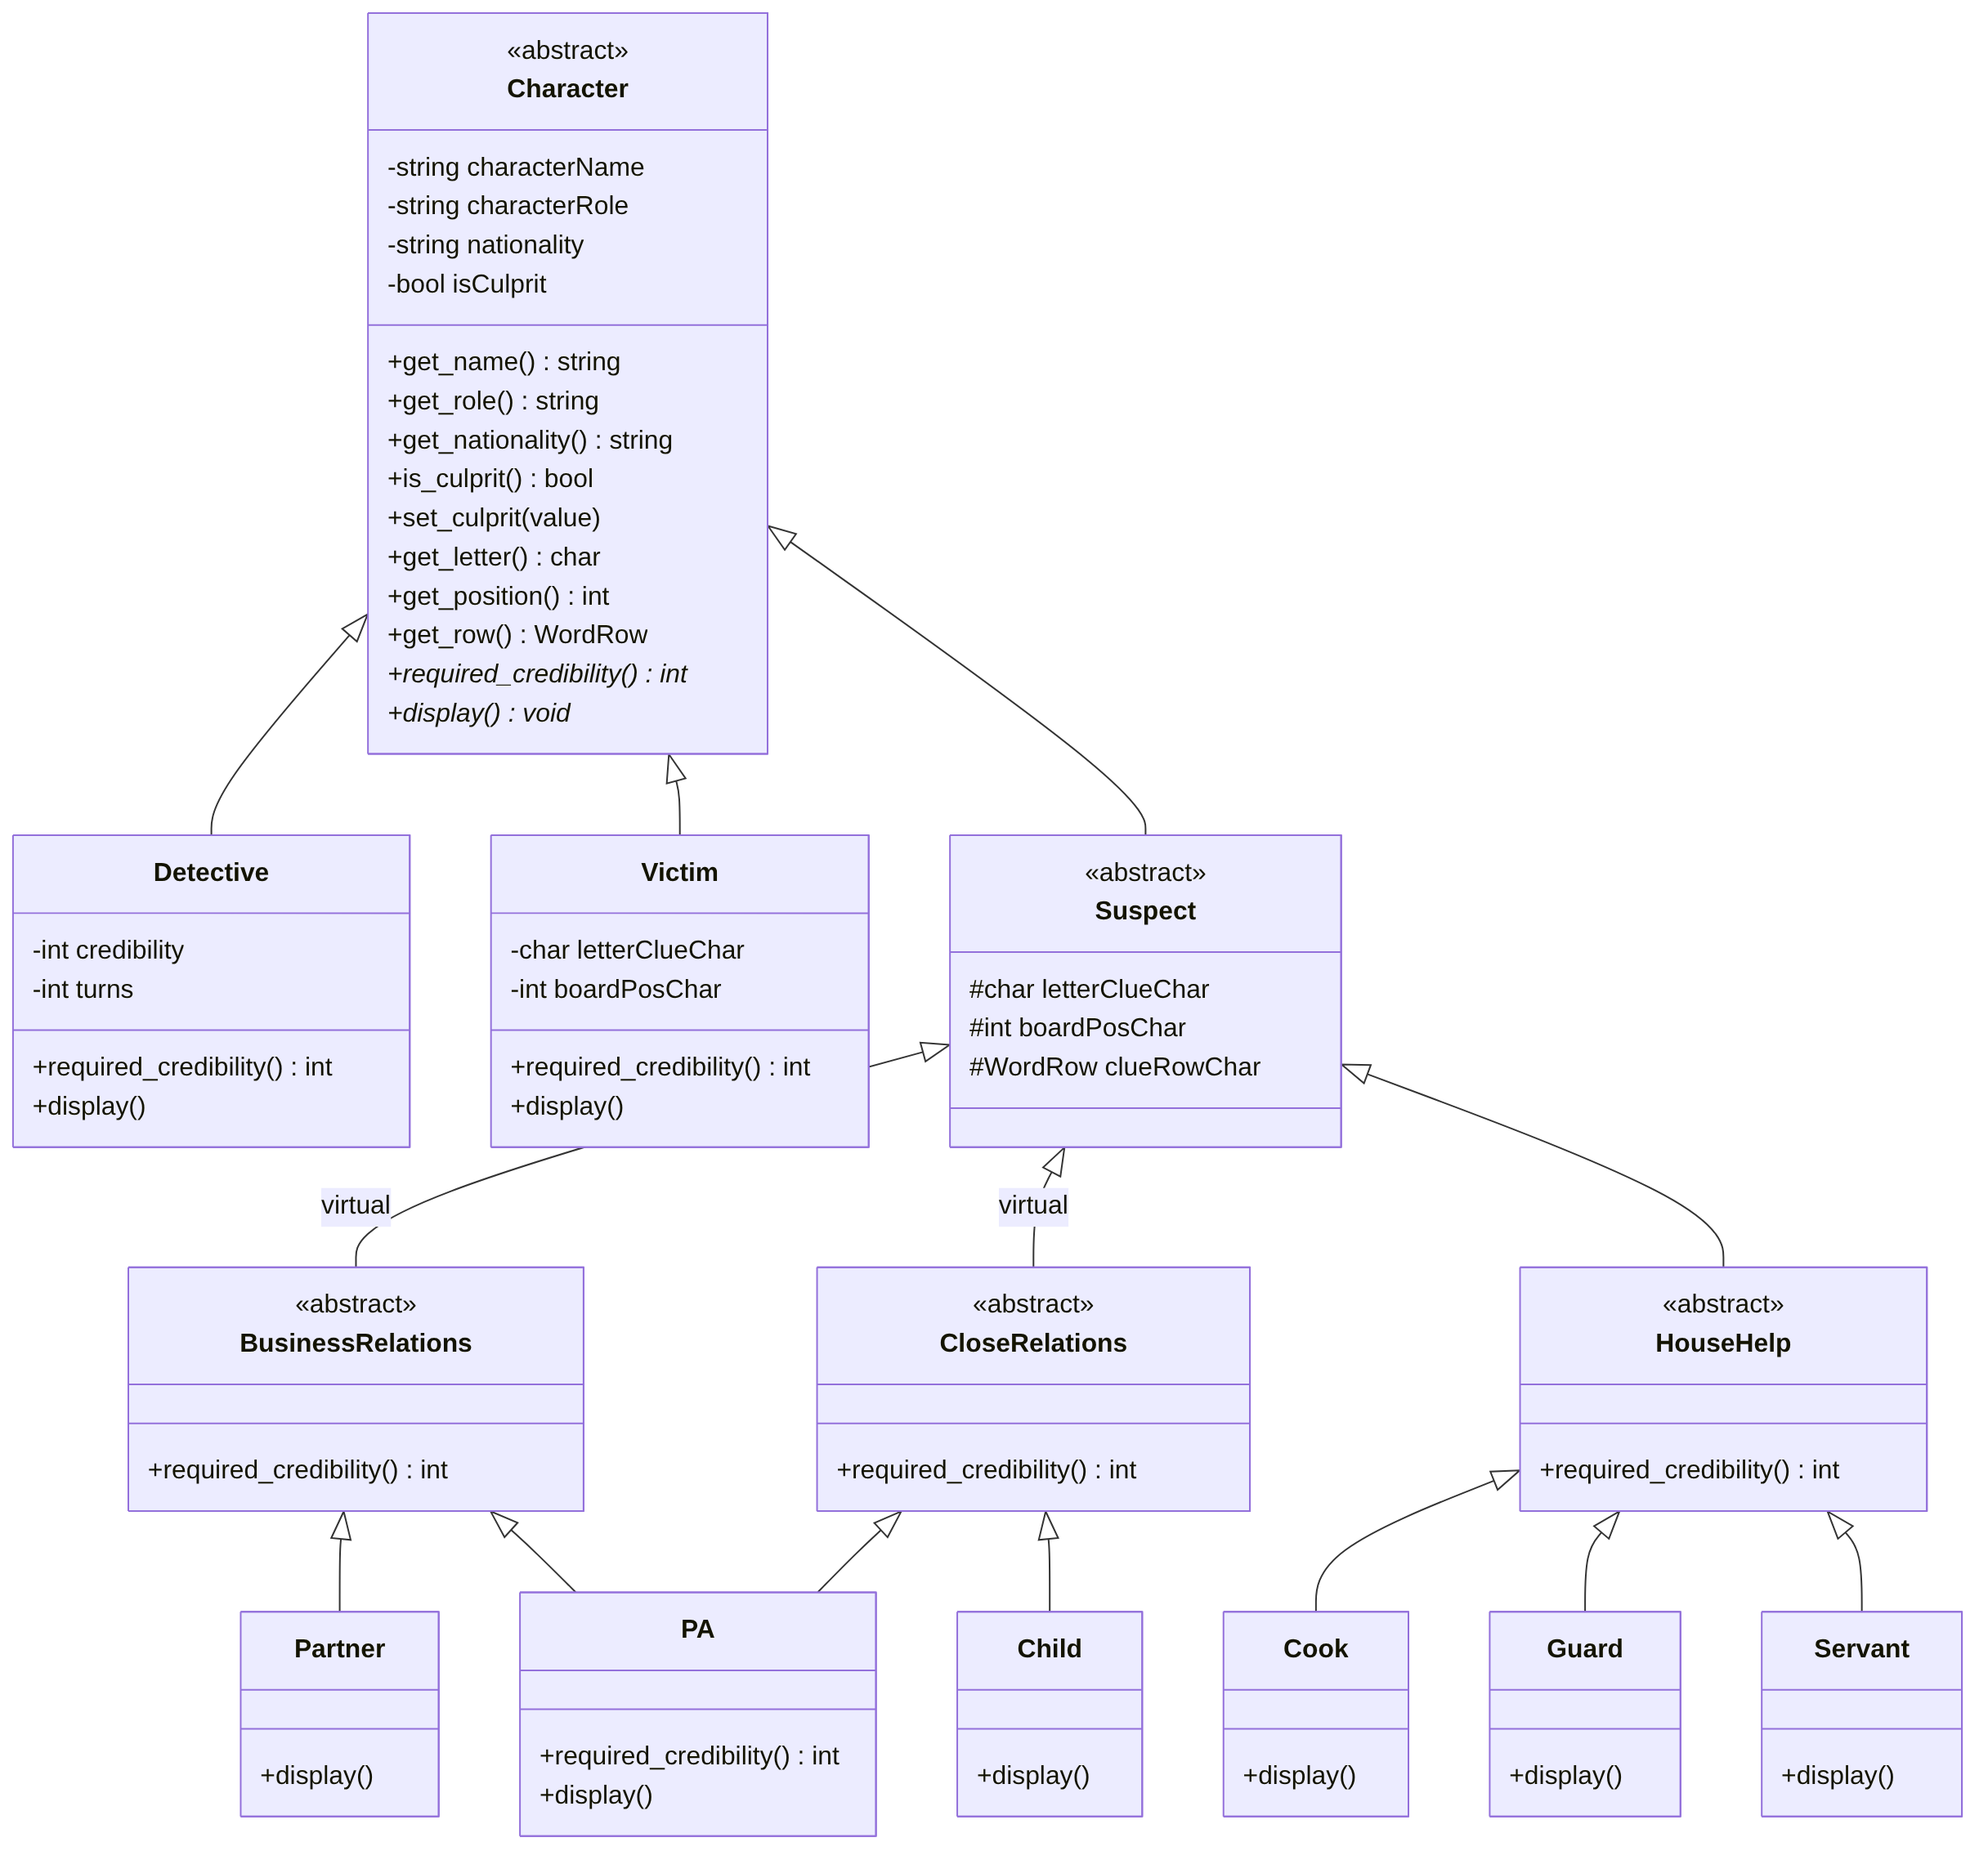 «abstract»
Character
-string characterName
-string characterRole
-string nationality
-bool isCulprit
+get_name() : string
+get_role() : string
+get_nationality() : string
+is_culprit() : bool
+set_culprit(value)
+get_letter() : char
+get_position() : int
+get_row() : WordRow
+required_credibility() : int
+display() : void
Detective
-int credibility
-int turns
+required_credibility() : int
+display()
Victim
-char letterClueChar
-int boardPosChar
+required_credibility() : int
+display()
«abstract»
Suspect
#char letterClueChar
#int boardPosChar
#WordRow clueRowChar
virtual
virtual
«abstract»
BusinessRelations
+required_credibility() : int
«abstract»
CloseRelations
+required_credibility() : int
«abstract»
HouseHelp
+required_credibility() : int
Partner
+display()
PA
+required_credibility() : int
+display()
Child
+display()
Cook
+display()
Guard
+display()
Servant
+display()